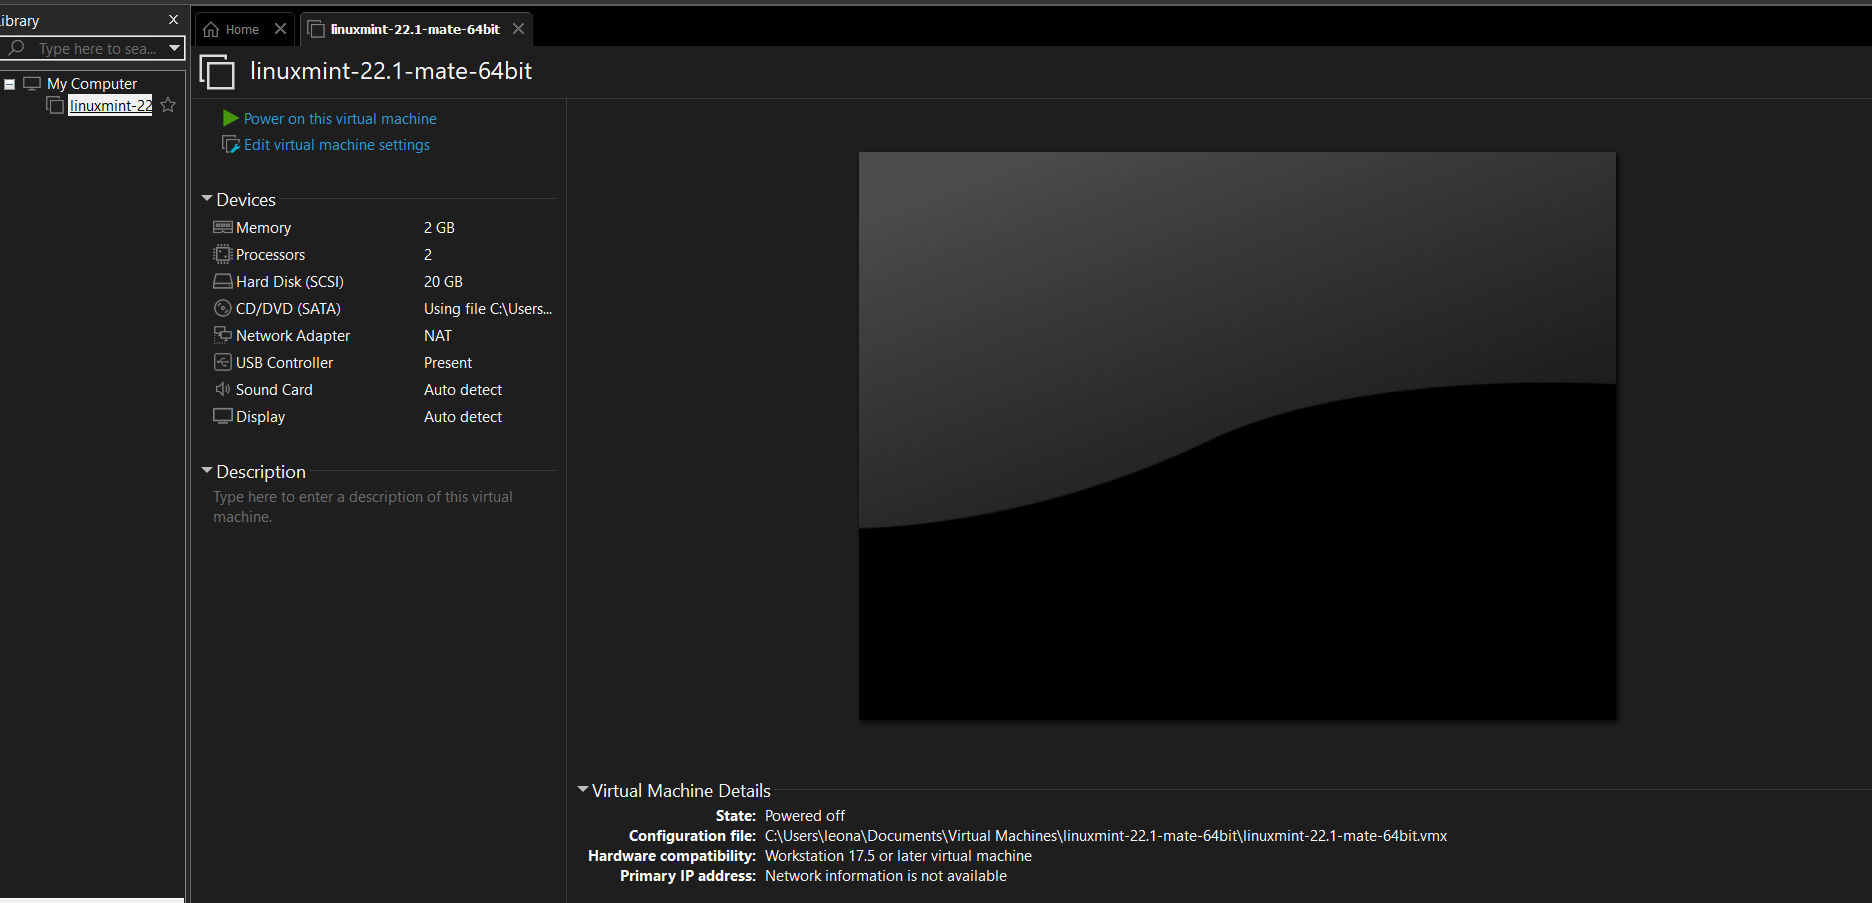 ibrary
Type here to sea...
My Computer
linuxmint-22
Home
linuxmint-22.1-mate-64bit
linuxmint-22.1-mate-64bit
Power on this virtual machine
Edit virtual machine settings
Devices
Memory 2 GB
Processors 2
Hard Disk (SCSI) 20 GB
CD/DVD (SATA) Using file C:\Users...
Network Adapter NAT
USB Controller Present
Sound Card Auto detect
Display Auto detect
Description
Type here to enter a description of this virtual
machine.
Virtual Machine Details
State: Powered off
Configuration file: C:\Users\leona\Documents\Virtual Machines\linuxmint-22.1-mate-64bit\linuxmint-22.1-mate-64bit.vmx
Hardware compatibility: Workstation 17.5 or later virtual machine
Primary IP address: Network information is not available